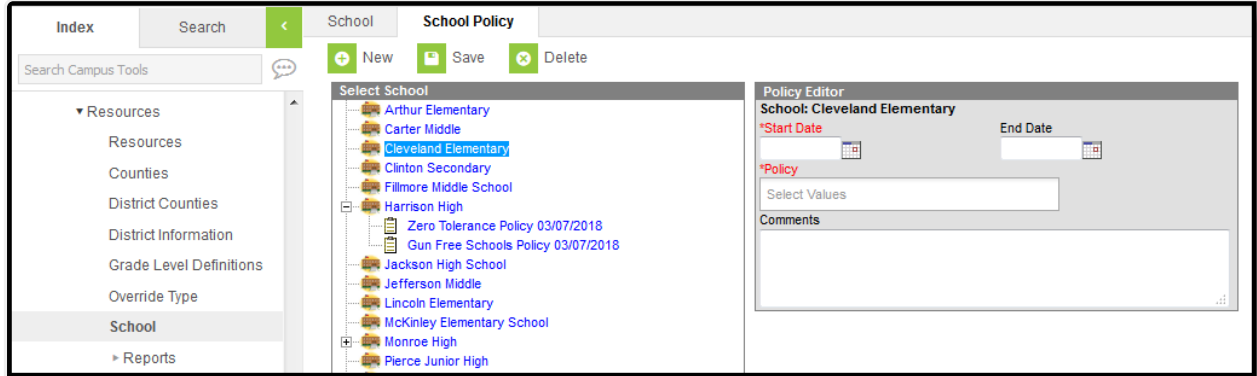 Index
Search
<
Search Campus Tools
▾ Resources
Resources
Counties
District Counties
District Information
Grade Level Definitions
Override Type
School
▸ Reports
School
School Policy
New
Save
Delete
Select School
Arthur Elementary
Carter Middle
Cleveland Elementary
Clinton Secondary
Fillmore Middle School
Harrison High
Zero Tolerance Policy 03/07/2018
Gun Free Schools Policy 03/07/2018
Jackson High School
Jefferson Middle
Lincoln Elementary
McKinley Elementary School
Monroe High
Pierce Junior High
Policy Editor
School: Cleveland Elementary
*Start Date End Date
*Policy
Select Values
Comments